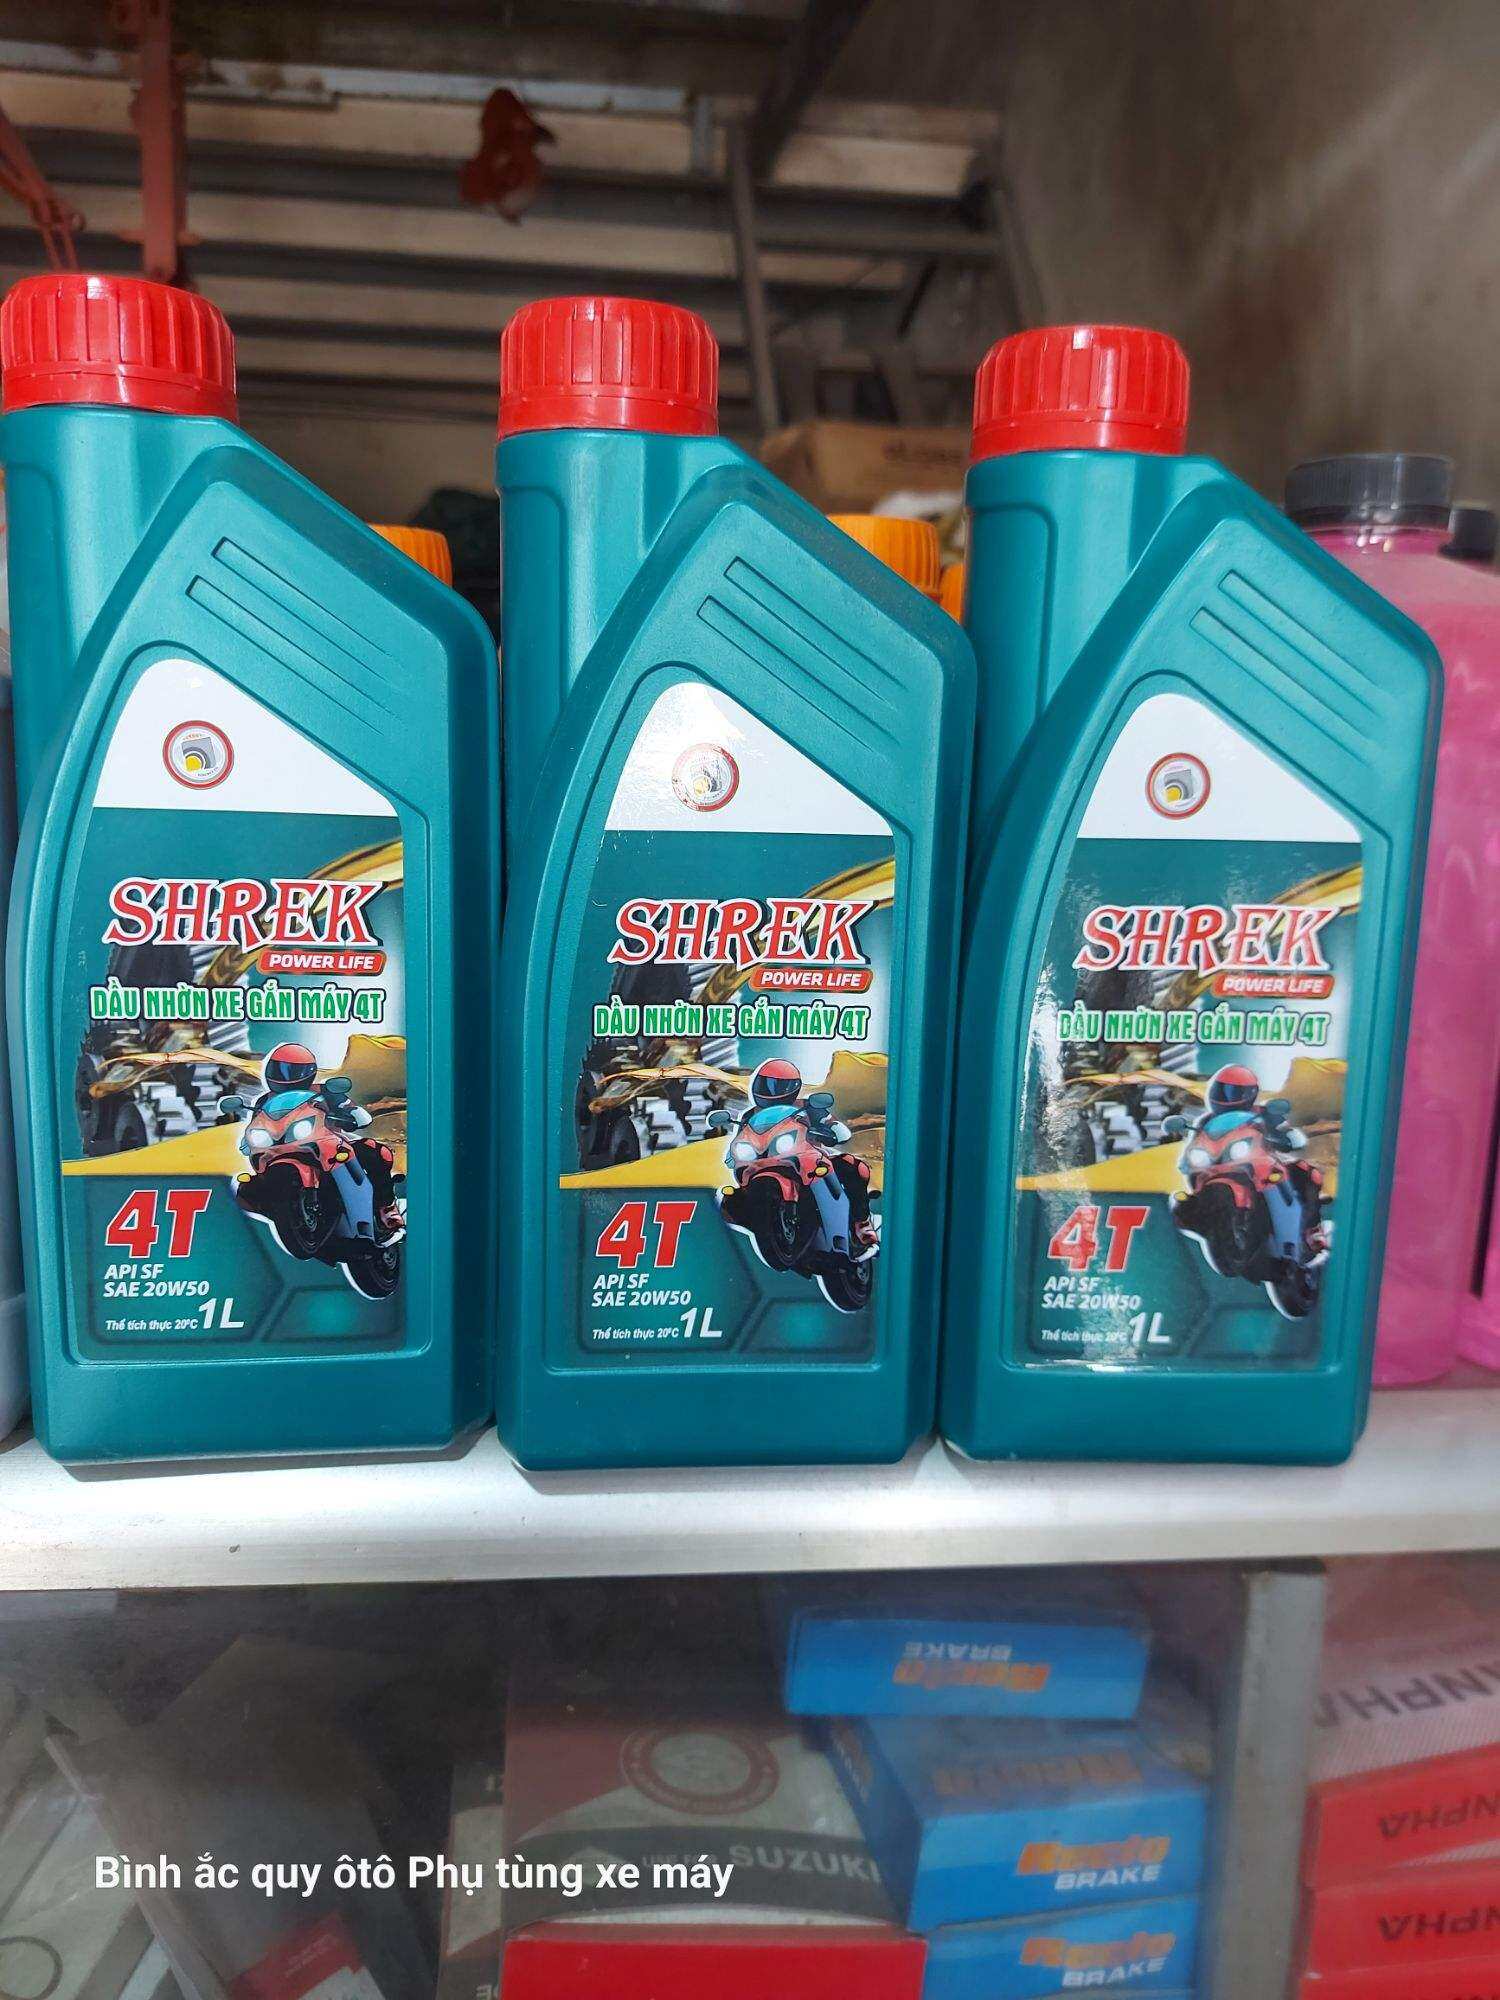 SHREK
POWER LIFE
DẦU NHỜN XE GẮN MÁY 4T
4T
API SF
SAE 20W50
Thể tích thực 20°C 1L
SHREK
POWER LIFE
DẦU NHỜN XE GẮN MÁY 4T
4T
API SF
SAE 20W50
Thể tích thực 20°C 1L
SHREK
POWER LIFE
DẦU NHỜN XE GẮN MÁY 4T
4T
API SF
SAE 20W50
Thể tích thực 20°C 1L
BRAKE
SUZUKI
BRAKE
BRAKE
Bình ắc quy ôtô Phụ tùng xe máy